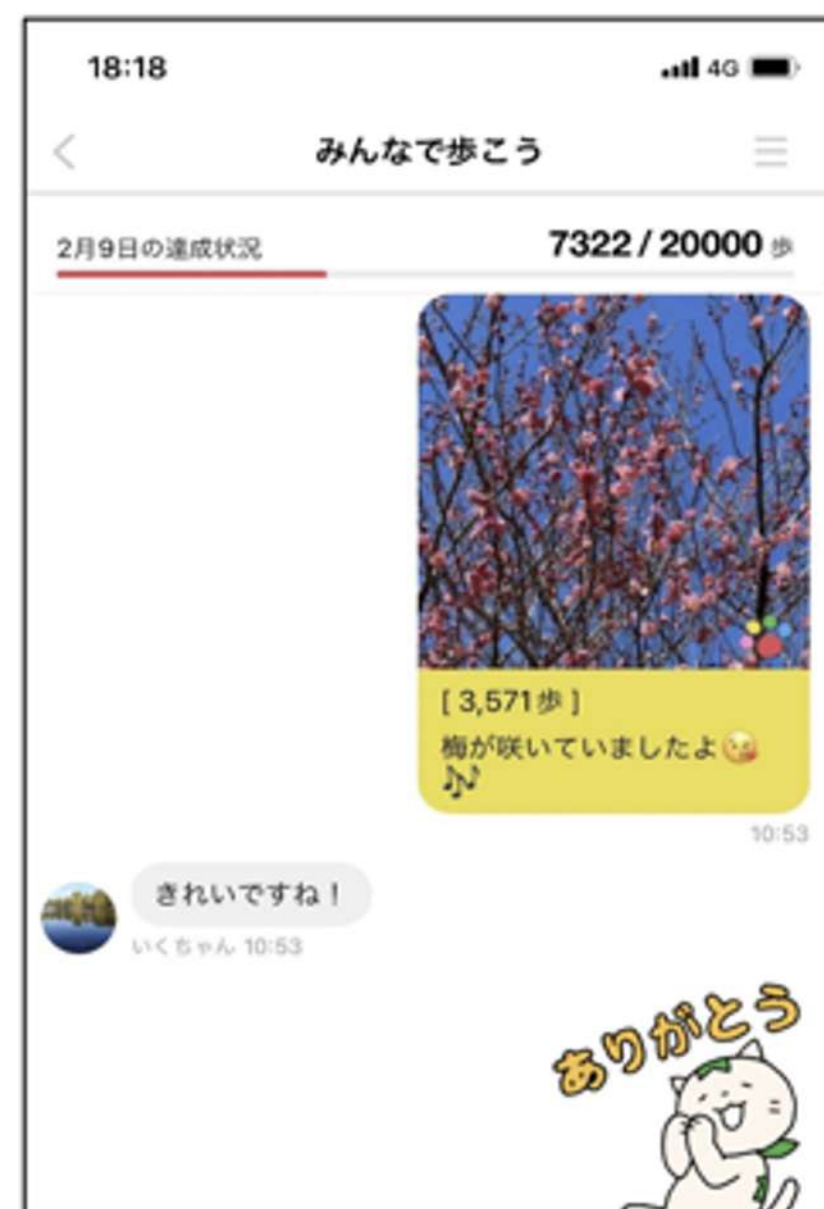 18:18
4G
みんなで歩こう
2月9日の達成状況
7322 / 20000 歩
[ 3,571歩 ]
梅が咲いていましたよ😘
🎶
10:53
きれいですね！
いくちゃん 10:53
ありがとう